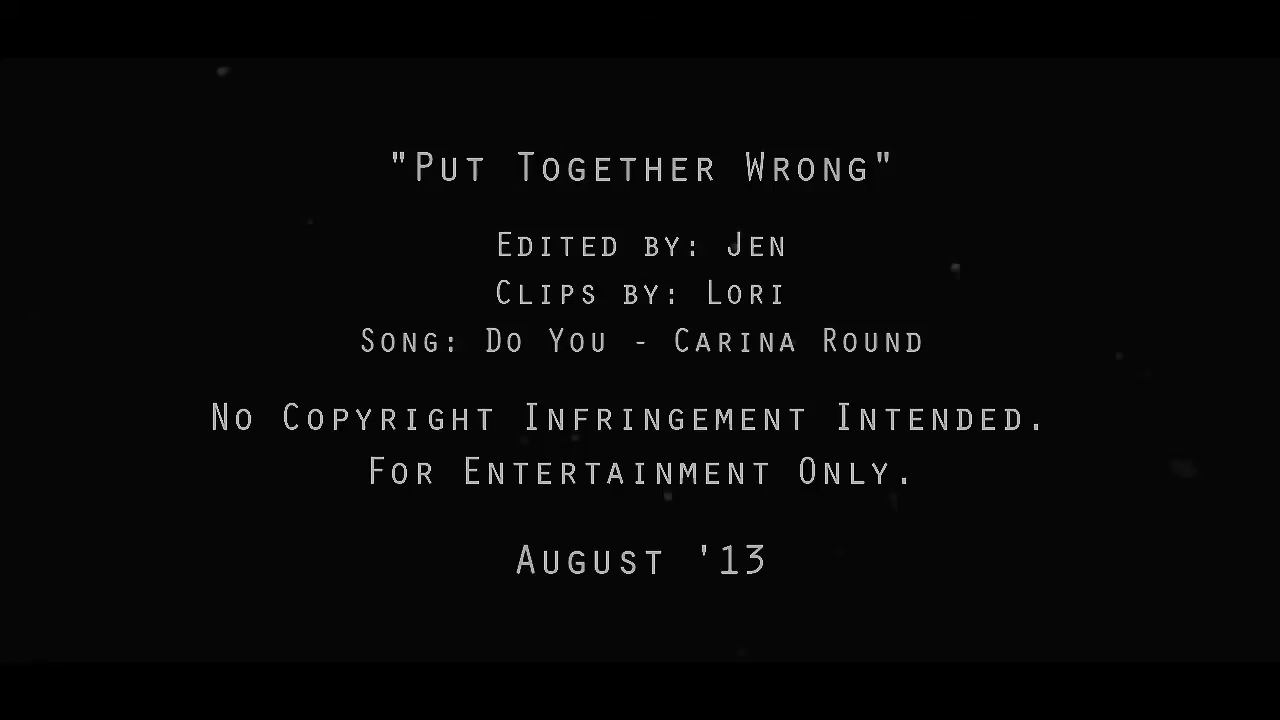 "Put Together Wrong"
Edited by: Jen
Clips by: Lori
Song: Do You - Carina Round
No Copyright Infringement Intended.
For Entertainment Only.
August '13